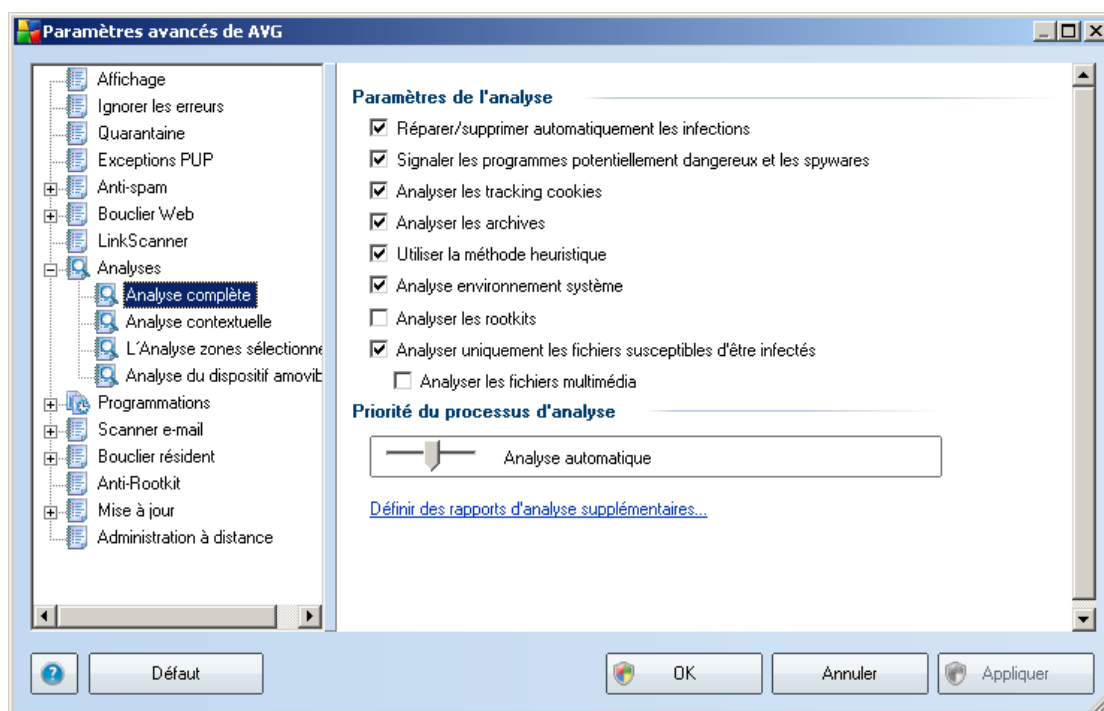 Paramètres avancés de AVG
Affichage
Ignorer les erreurs
Quarantaine
Exceptions PUP
Anti-spam
Bouclier Web
LinkScanner
Analyses
Analyse complète
Analyse contextuelle
L´Analyse zones sélectionne
Analyse du dispositif amovit
Programmations
Scanner e-mail
Bouclier résident
Anti-Rootkit
Mise à jour
Administration à distance
Paramètres de l'analyse
Réparer/supprimer automatiquement les infections
Signaler les programmes potentiellement dangereux et les spywares
Analyser les tracking cookies
Analyser les archives
Utiliser la méthode heuristique
Analyse environnement système
Analyser les rootkits
Analyser uniquement les fichiers susceptibles d'être infectés
Analyser les fichiers multimédia
Priorité du processus d'analyse
Analyse automatique
Définir des rapports d'analyse supplémentaires...
? Défaut OK Annuler Appliquer